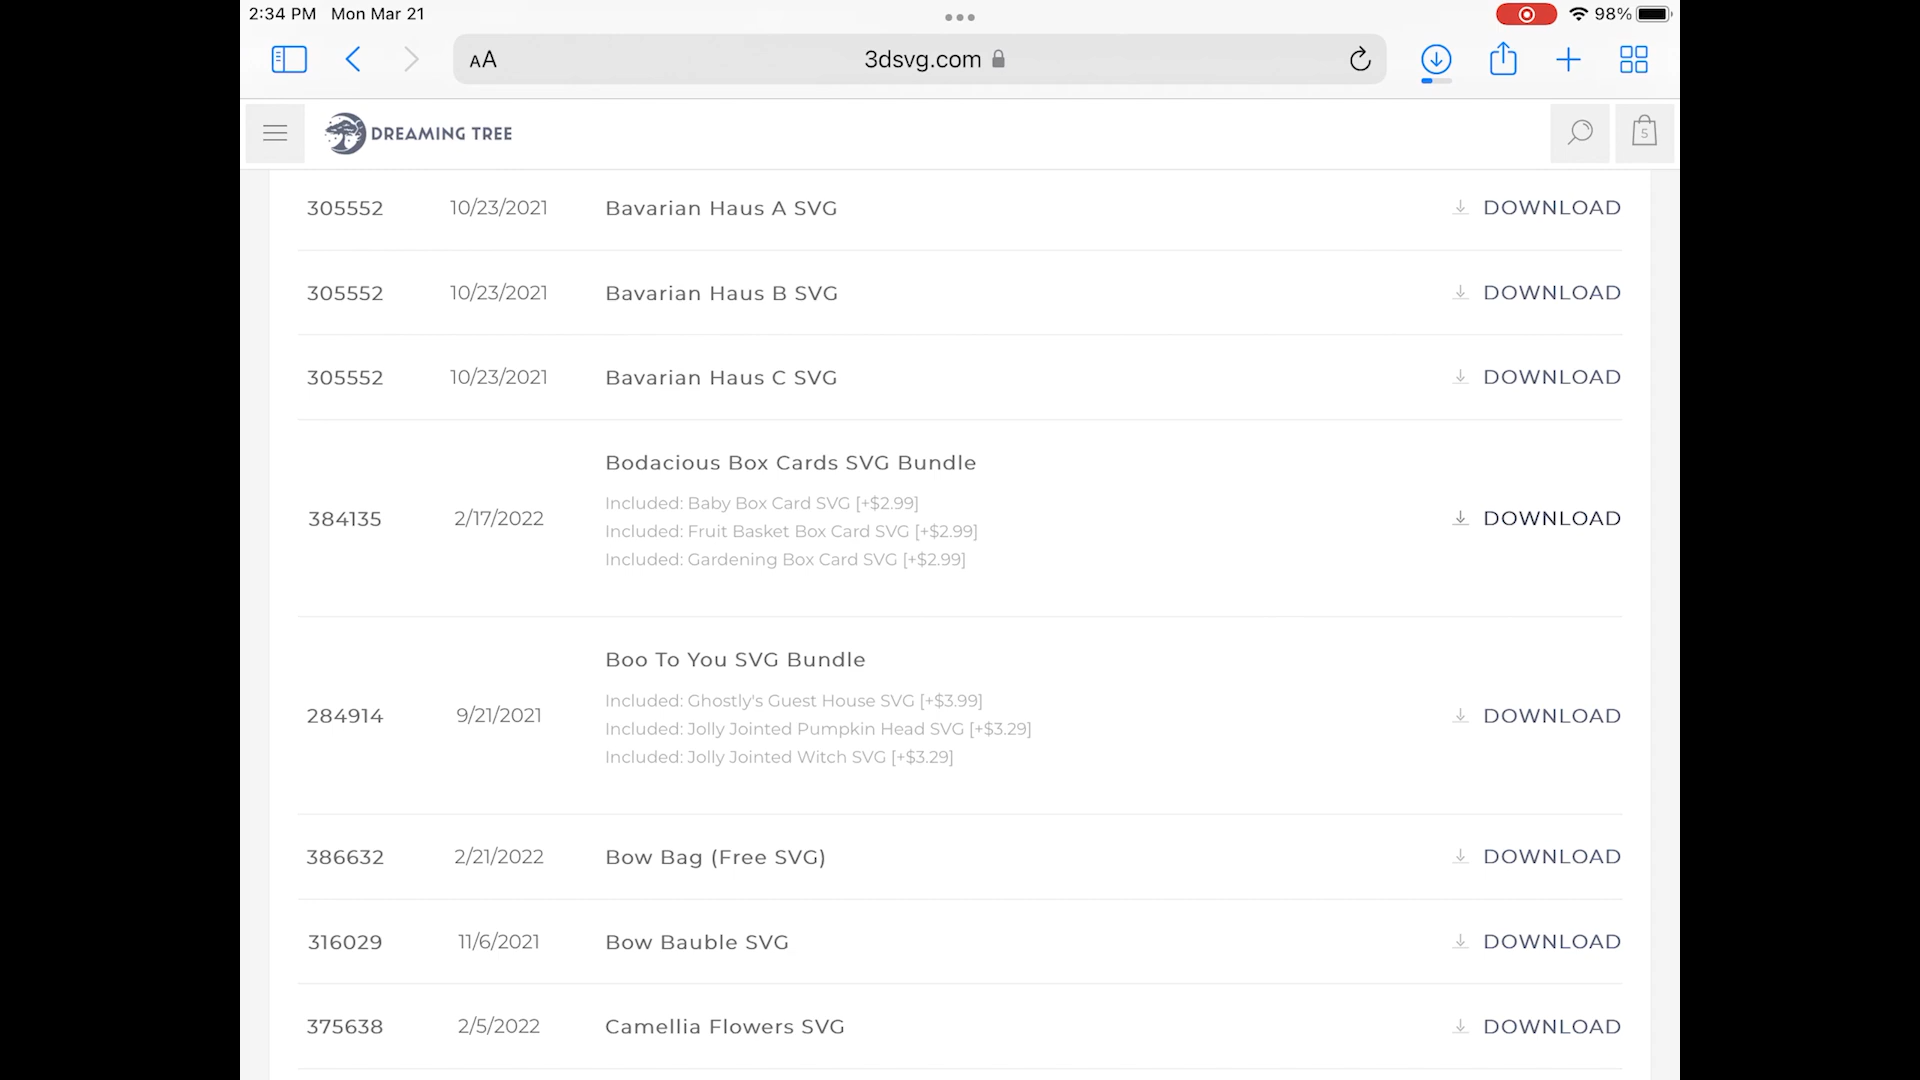 2:34 PM Mon Mar 21
98%
AA
3dsvg.com
DREAMING TREE
5
305552 10/23/2021 Bavarian Haus A SVG DOWNLOAD
305552 10/23/2021 Bavarian Haus B SVG DOWNLOAD
305552 10/23/2021 Bavarian Haus C SVG DOWNLOAD
Bodacious Box Cards SVG Bundle
Included: Baby Box Card SVG [+$2.99]
384135 2/17/2022 Included: Fruit Basket Box Card SVG [+$2.99] DOWNLOAD
Included: Gardening Box Card SVG [+$2.99]
Boo To You SVG Bundle
Included: Ghostly's Guest House SVG [+$3.99]
284914 9/21/2021 Included: Jolly Jointed Pumpkin Head SVG [+$3.29] DOWNLOAD
Included: Jolly Jointed Witch SVG [+$3.29]
386632 2/21/2022 Bow Bag (Free SVG) DOWNLOAD
316029 11/6/2021 Bow Bauble SVG DOWNLOAD
375638 2/5/2022 Camellia Flowers SVG DOWNLOAD